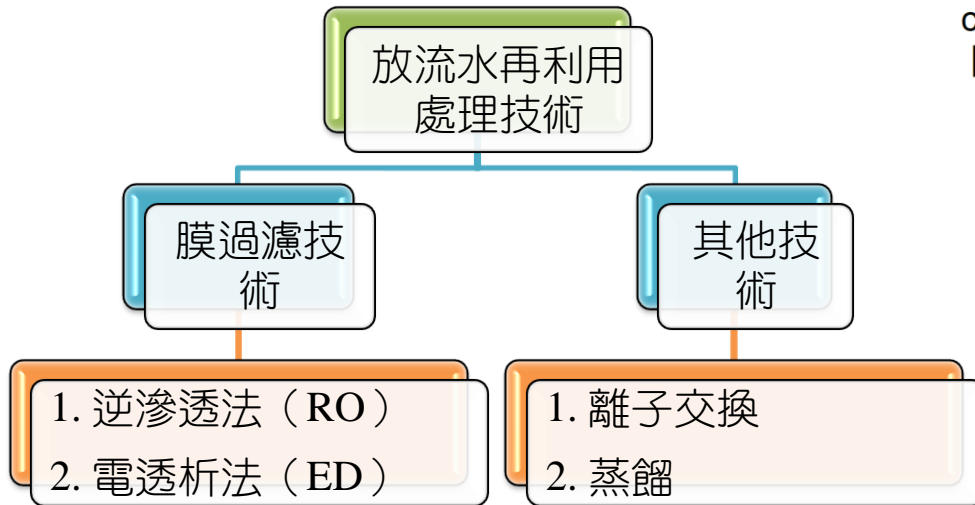 放流水再利用
處理技術
膜過濾技
術
其他技
術
1. 逆滲透法（RO）
2. 電透析法（ED）
1. 離子交換
2. 蒸餾